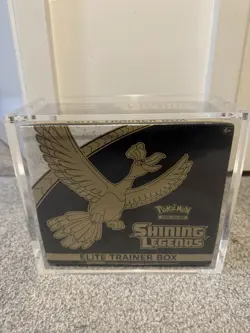 POKéMON
SHINING
LEGENDS
ELITE TRAINER BOX